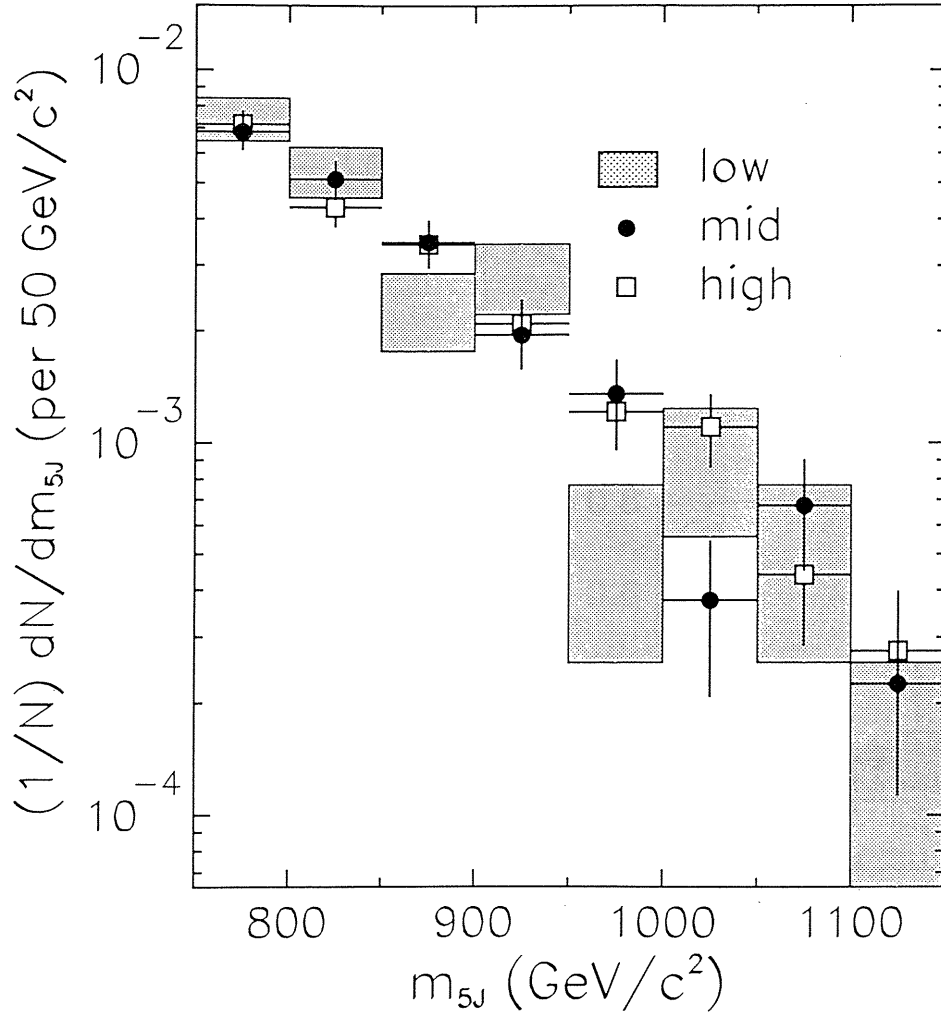 (1/N) dN/dm₅J (per 50 GeV/c²)
10⁻²
10⁻³
10⁻⁴
low
mid
high
800 900 1000 1100
m₅J (GeV/c²)